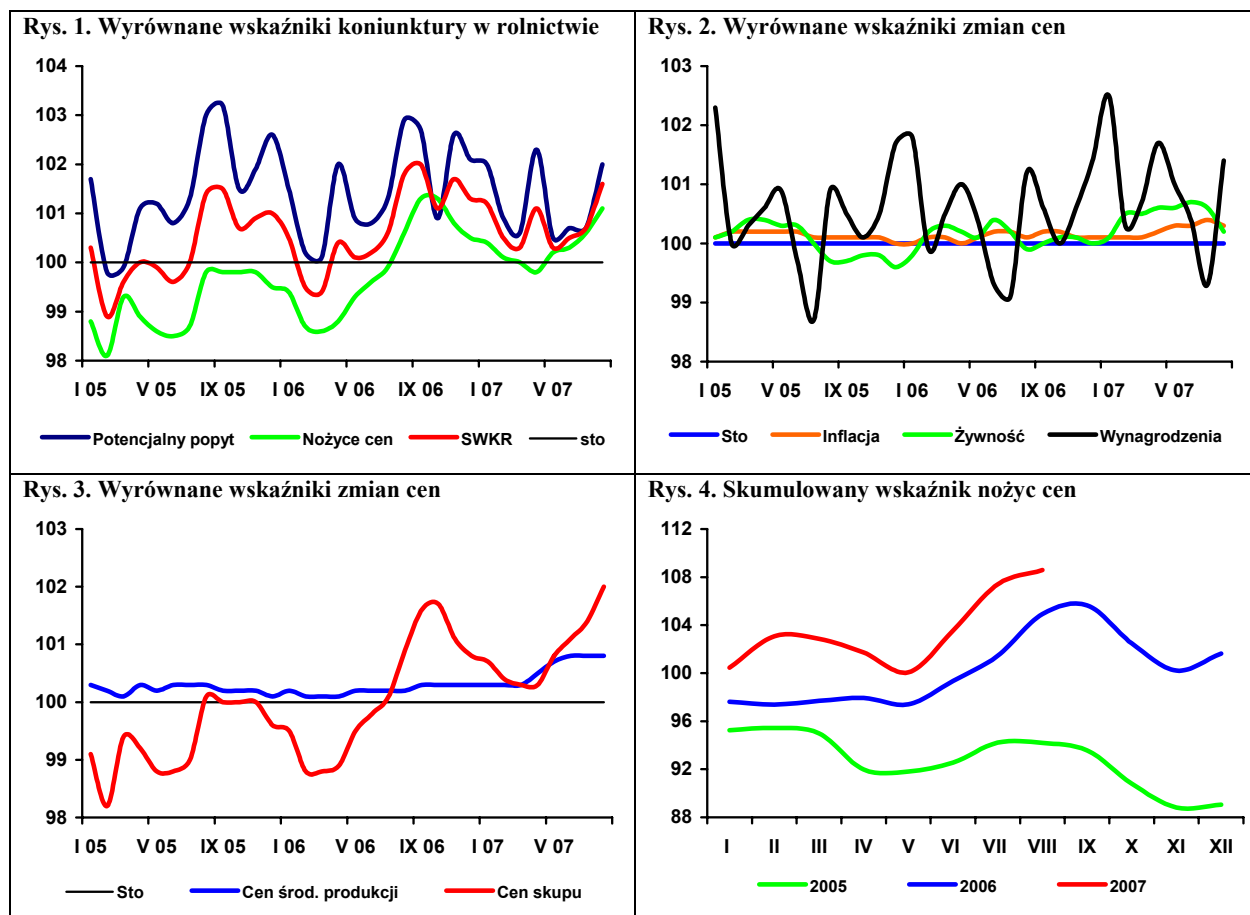 Rys. 1. Wyrównane wskaźniki koniunktury w rolnictwie
104
103
102
101
100
99
98
I 05 V 05 IX 05 I 06 V 06 IX 06 I 07 V 07
Potencjalny popyt Nożyce cen SWKR sto
Rys. 2. Wyrównane wskaźniki zmian cen
103
102
101
100
99
98
I 05 V 05 IX 05 I 06 V 06 IX 06 I 07 V 07
Sto Inflacja Żywność Wynagrodzenia
Rys. 3. Wyrównane wskaźniki zmian cen
103
102
101
100
99
98
I 05 V 05 IX 05 I 06 V 06 IX 06 I 07 V 07
Sto Cen środ. produkcji Cen skupu
Rys. 4. Skumulowany wskaźnik nożyc cen
112
108
104
100
96
92
88
I II III IV V VI VII VIII IX X XI XII
2005 2006 2007